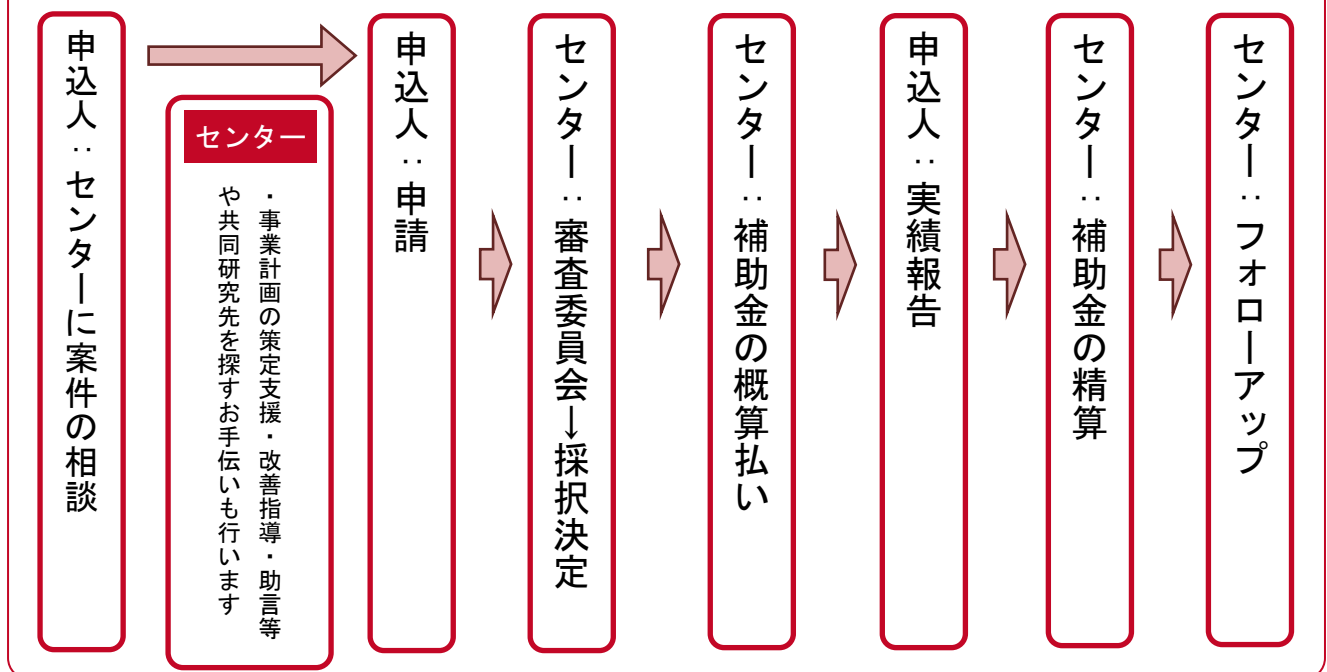 申込人：センターに案件の相談
センター
・事業計画の策定支援・改善指導・助言等
や共同研究先を探すお手伝いも行います
申込人：申請
センター：審査委員会→採択決定
センター：補助金の概算払い
申込人：実績報告
センター：補助金の精算
センター：フォローアップ